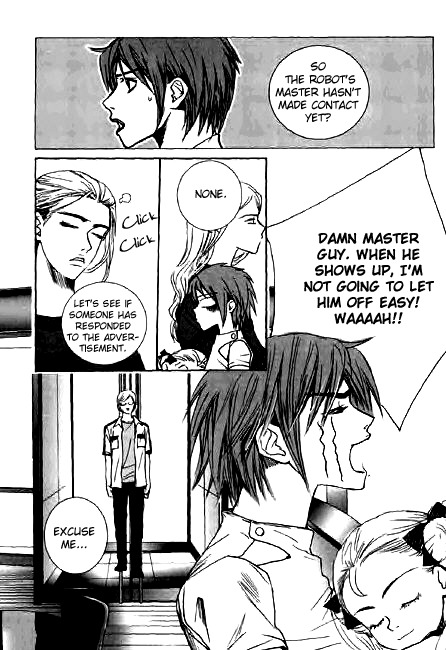 SO
THE ROBOT'S
MASTER HASN'T
MADE CONTACT
YET?
Click
Click
LET'S SEE IF
SOMEONE HAS
RESPONDED
TO THE ADVER-
TISEMENT.
NONE.
DAMN MASTER
GUY. WHEN HE
SHOWS UP, I'M
NOT GOING TO LET
HIM OFF EASY!
WAAAAH!!
EXCUSE
ME...